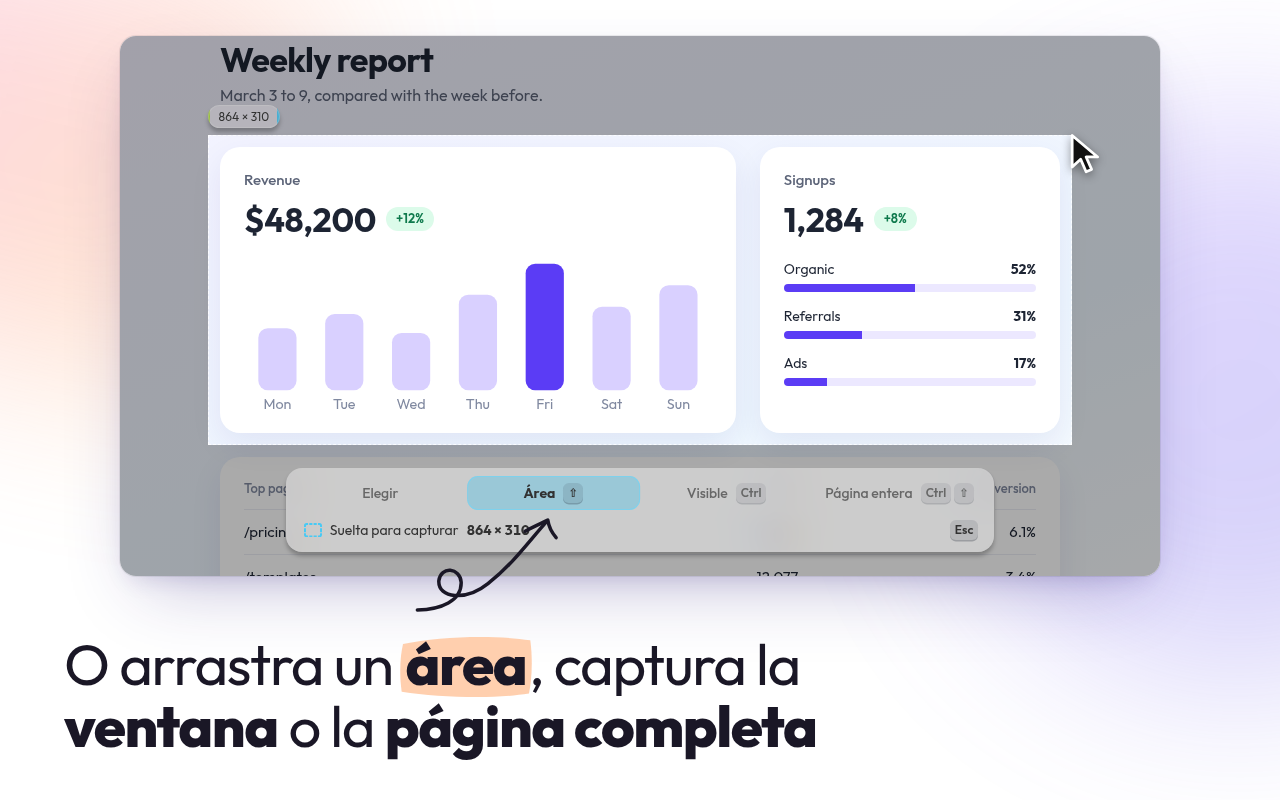 Weekly report
March 3 to 9, compared with the week before.
864 × 310
Revenue
$48,200 +12%
Mon Tue Wed Thu Fri Sat Sun
Signups
1,284 +8%
Organic 52%
Referrals 31%
Ads 17%
Top
Elegir Área ⇧ Visible Ctrl Página entera Ctrl ⇧
Suelta para capturar 864 × 310 Esc
6.1%
O arrastra un área, captura la
ventana o la página completa